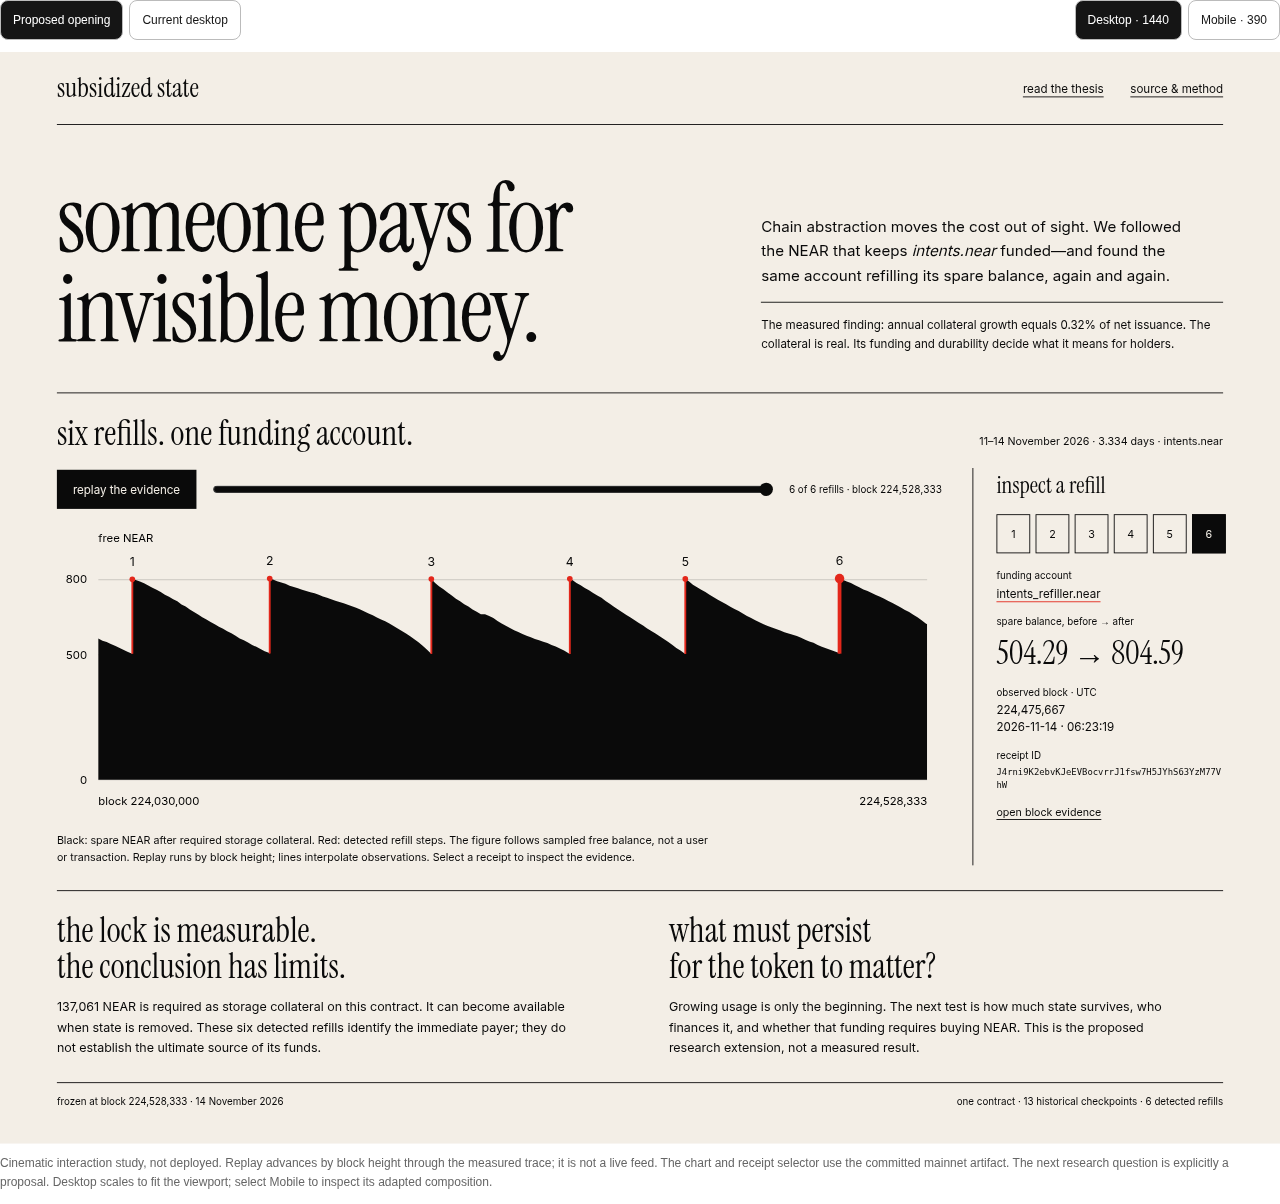 Proposed opening
Current desktop
Desktop · 1440
Mobile · 390
subsidized state
read the thesis
source & method
someone pays for
invisible money.
Chain abstraction moves the cost out of sight. We followed
the NEAR that keeps intents.near funded—and found the
same account refilling its spare balance, again and again.
The measured finding: annual collateral growth equals 0.32% of net issuance. The
collateral is real. Its funding and durability decide what it means for holders.
six refills. one funding account.
11–14 November 2026 · 3.334 days · intents.near
replay the evidence
6 of 6 refills · block 224,528,333
free NEAR
1
2
3
4
5
6
800
500
0
block 224,030,000
224,528,333
Black: spare NEAR after required storage collateral. Red: detected refill steps. The figure follows sampled free balance, not a user
or transaction. Replay runs by block height; lines interpolate observations. Select a receipt to inspect the evidence.
inspect a refill
1
2
3
4
5
6
funding account
intents_refiller.near
spare balance, before → after
504.29 → 804.59
observed block · UTC
224,475,667
2026-11-14 · 06:23:19
receipt ID
J4rni9K2ebvKJeEVBocvrrJ1fsw7H5JYhS63YzM77V
hW
open block evidence
the lock is measurable.
the conclusion has limits.
137,061 NEAR is required as storage collateral on this contract. It can become available
when state is removed. These six detected refills identify the immediate payer; they do
not establish the ultimate source of its funds.
what must persist
for the token to matter?
Growing usage is only the beginning. The next test is how much state survives, who
finances it, and whether that funding requires buying NEAR. This is the proposed
research extension, not a measured result.
frozen at block 224,528,333 · 14 November 2026
one contract · 13 historical checkpoints · 6 detected refills
Cinematic interaction study, not deployed. Replay advances by block height through the measured trace; it is not a live feed. The chart and receipt selector use the committed mainnet artifact. The next research question is explicitly a
proposal. Desktop scales to fit the viewport; select Mobile to inspect its adapted composition.